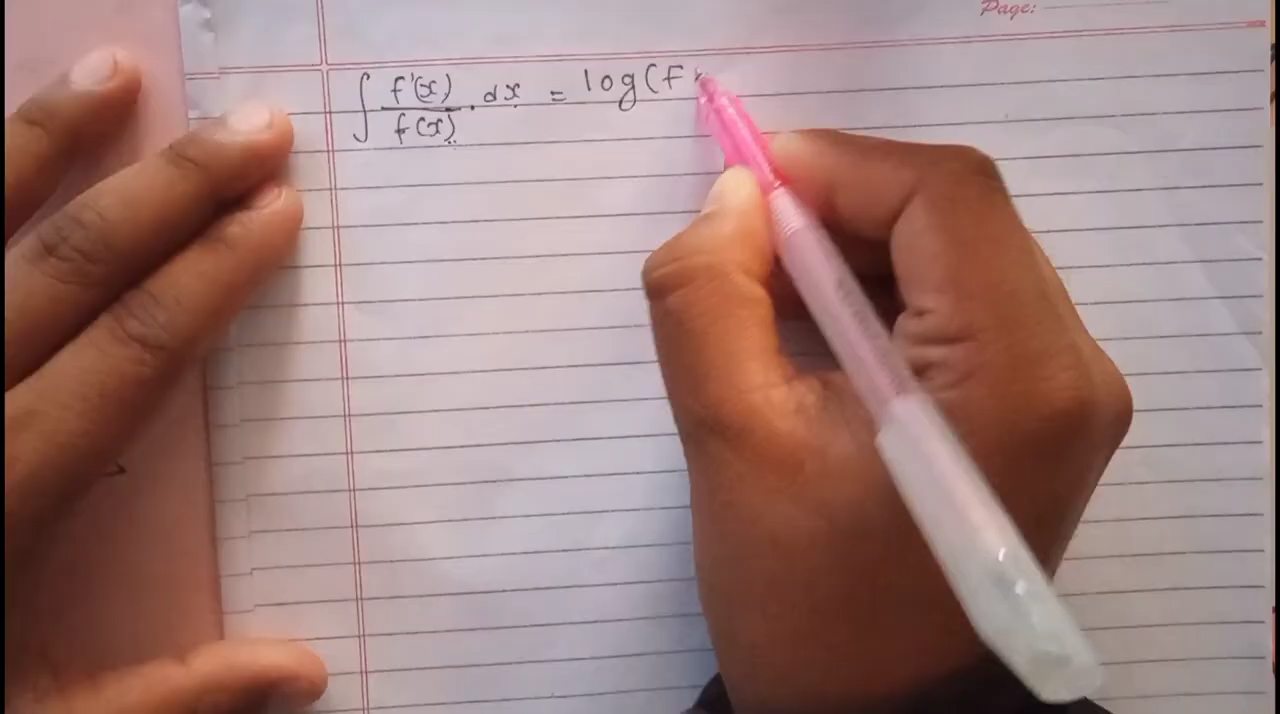 Page:
∫ f'(x)/f(x) . dx = log(f